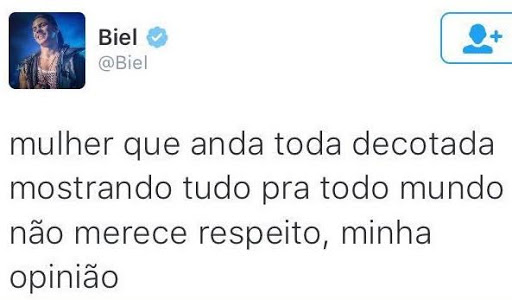 Biel
@Biel
mulher que anda toda decotada
mostrando tudo pra todo mundo
não merece respeito, minha
opinião